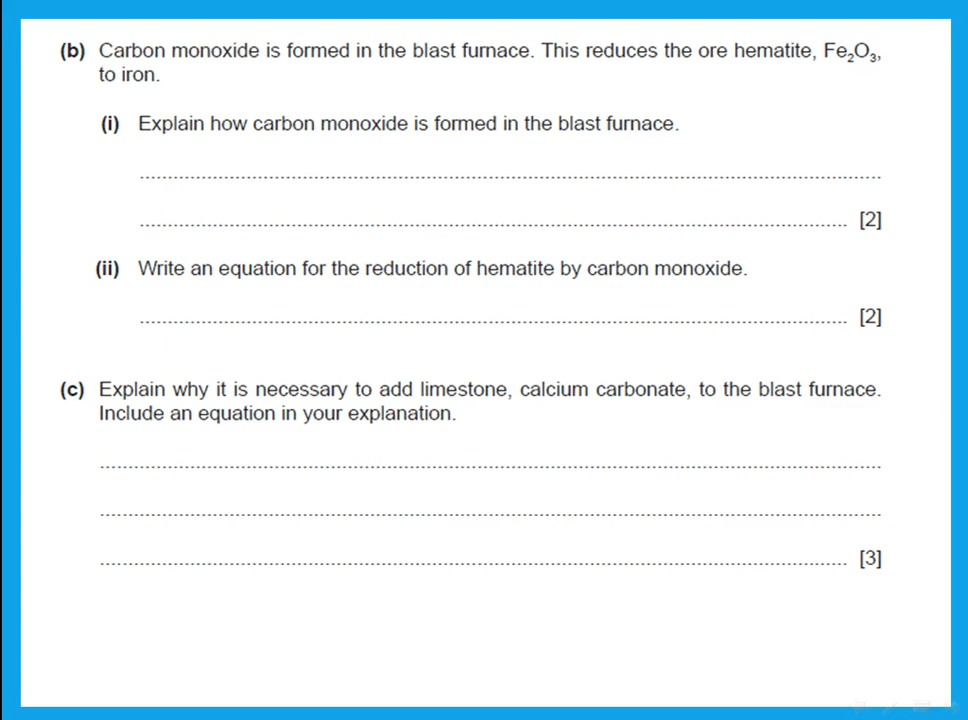 (b) Carbon monoxide is formed in the blast furnace. This reduces the ore hematite, Fe₂O₃,
to iron.
(i) Explain how carbon monoxide is formed in the blast furnace.
..........................................................................................................................................
.................................................................................................................................... [2]
(ii) Write an equation for the reduction of hematite by carbon monoxide.
.................................................................................................................................... [2]
(c) Explain why it is necessary to add limestone, calcium carbonate, to the blast furnace.
Include an equation in your explanation.
..................................................................................................................................................
..................................................................................................................................................
............................................................................................................................................ [3]